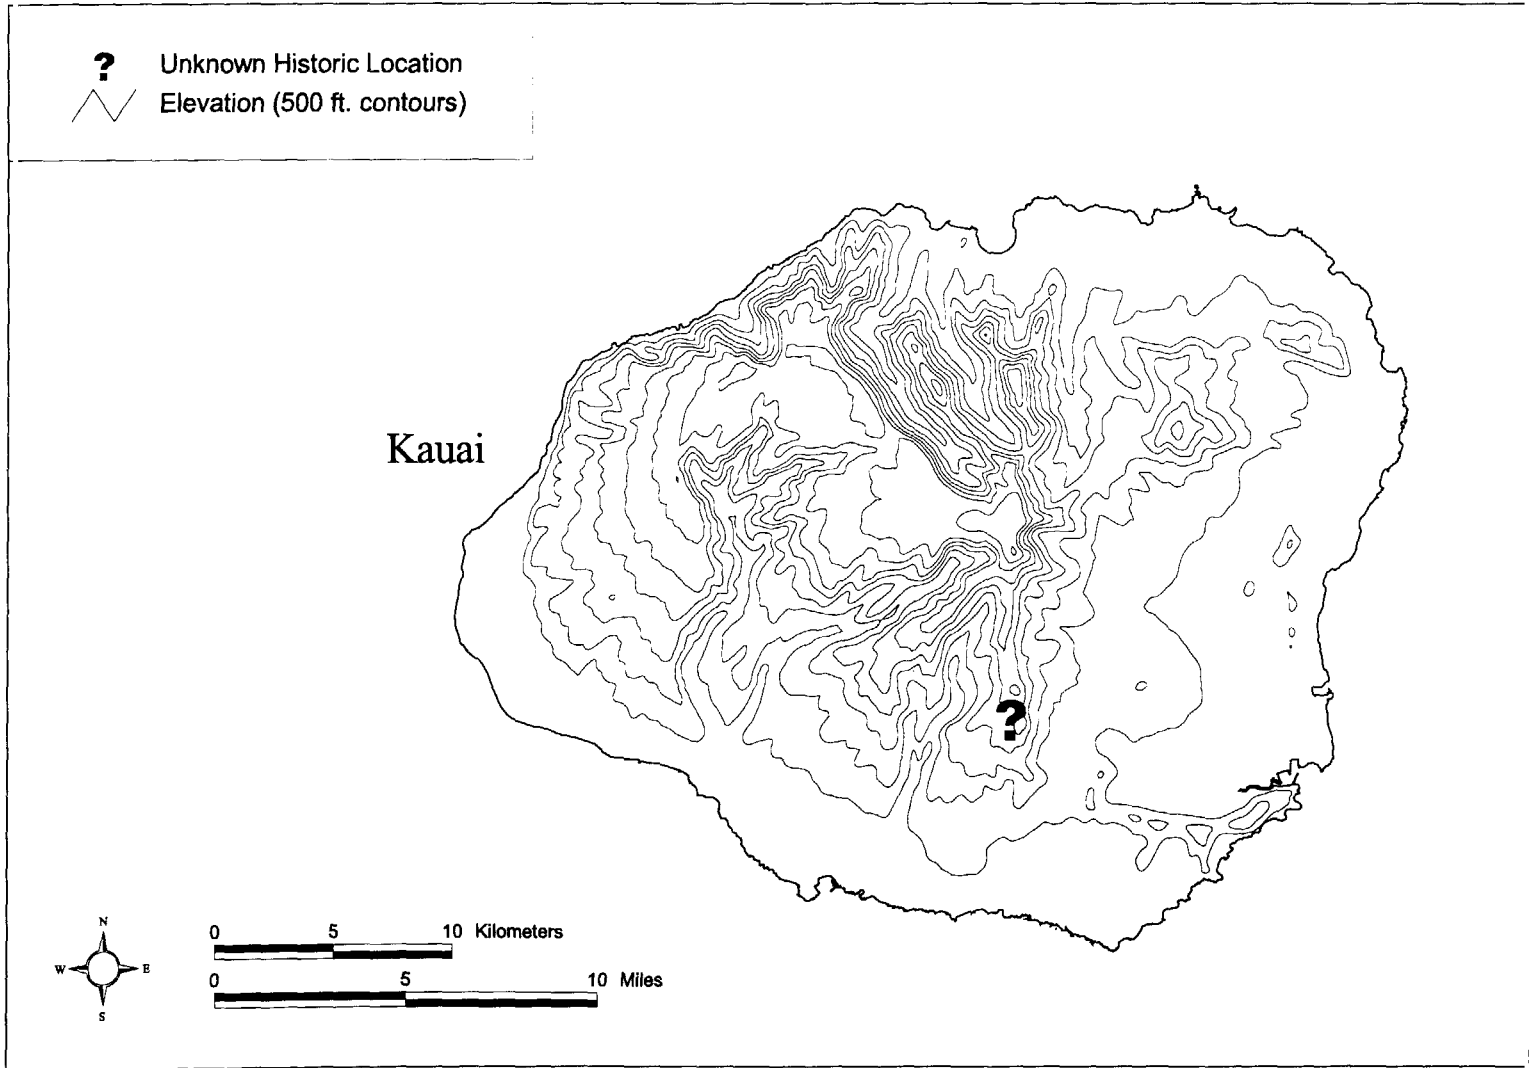 ? Unknown Historic Location
Elevation (500 ft. contours)
Kauai
?
N
W E
S
0 5 10 Kilometers
0 5 10 Miles